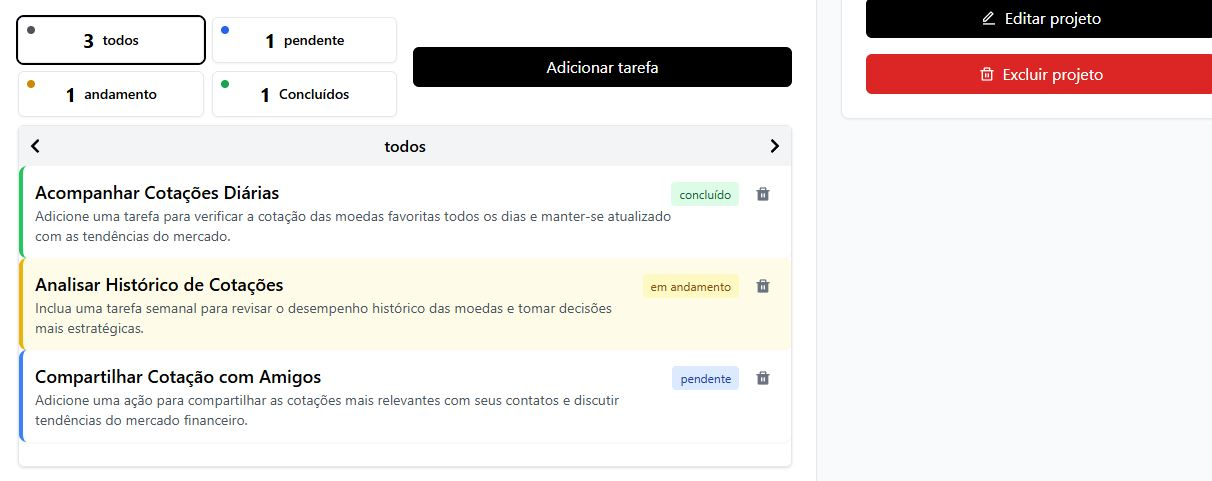 3 todos
1 pendente
1 andamento
1 Concluídos
Adicionar tarefa
todos
Acompanhar Cotações Diárias
concluído
Adicione uma tarefa para verificar a cotação das moedas favoritas todos os dias e manter-se atualizado
com as tendências do mercado.
Analisar Histórico de Cotações
em andamento
Inclua uma tarefa semanal para revisar o desempenho histórico das moedas e tomar decisões
mais estratégicas.
Compartilhar Cotação com Amigos
pendente
Adicione uma ação para compartilhar as cotações mais relevantes com seus contatos e discutir
tendências do mercado financeiro.
Editar projeto
Excluir projeto